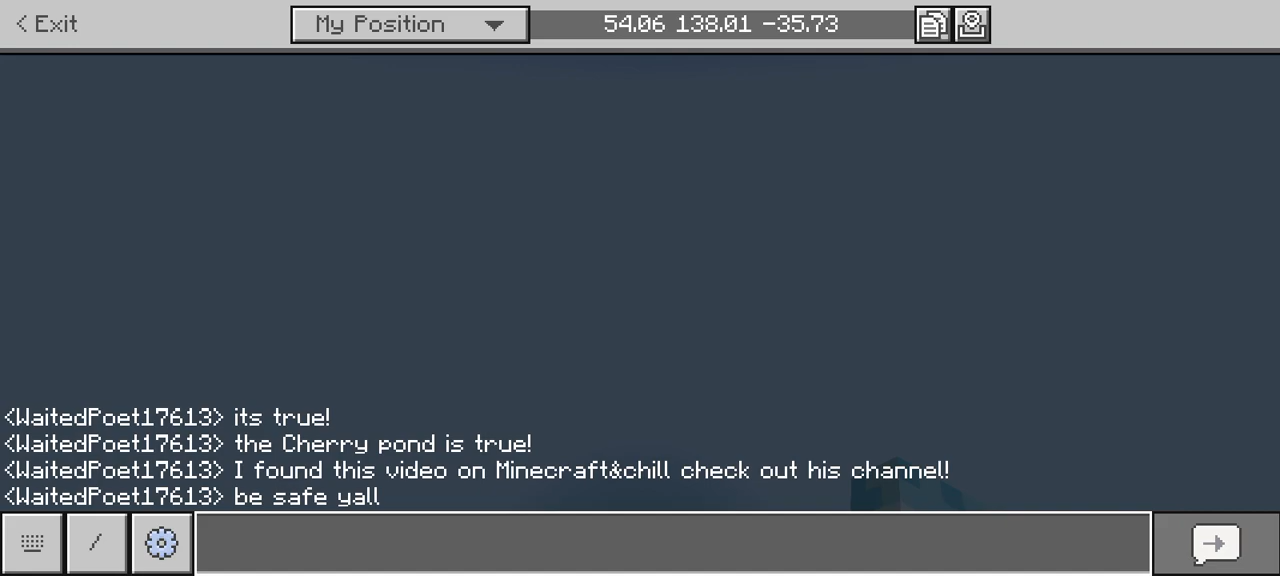 < Exit
My Position
54.06 138.01 -35.73
<WaitedPoet17613> its true!
<WaitedPoet17613> the Cherry pond is true!
<WaitedPoet17613> I found this video on Minecraft&chill check out his channel!
<WaitedPoet17613> be safe yall
/